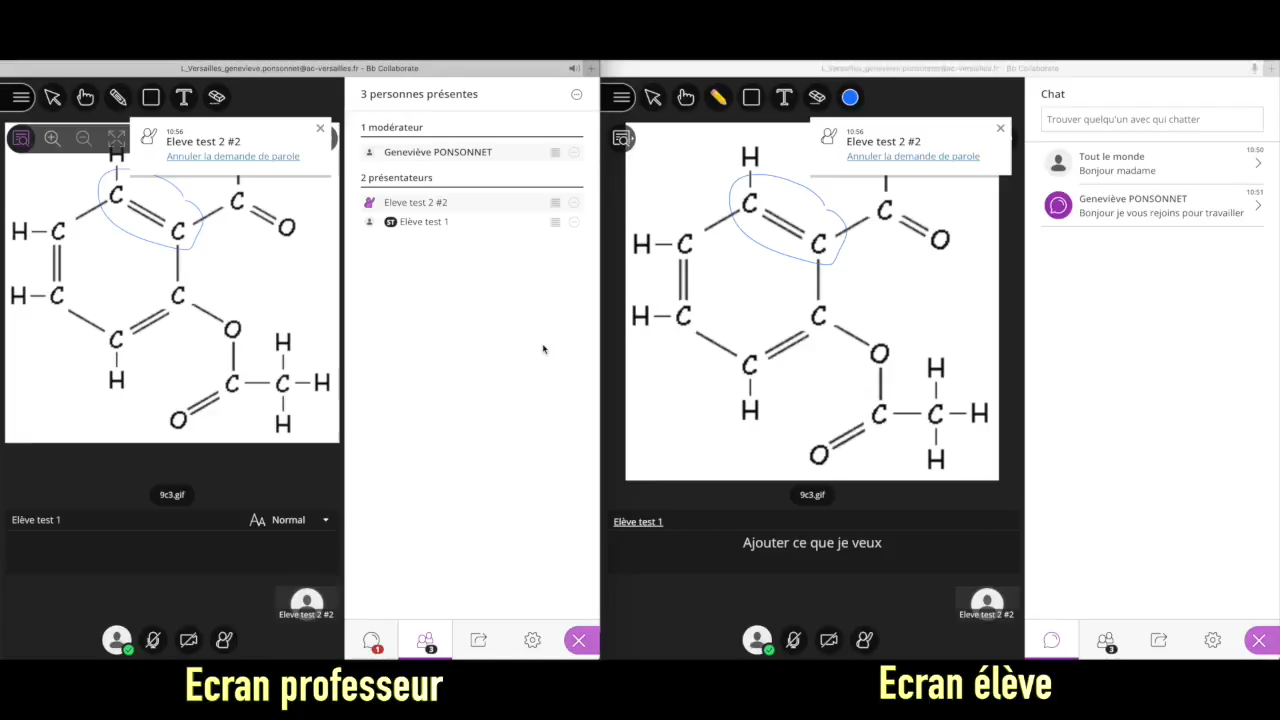 L_Versailles_genevieve.ponsonnet@ac-versailles.fr - Bb Collaborate
T
10:56
Eleve test 2 #2
Annuler la demande de parole
H
C
C
O
H–C
C
H–C
C
C
O
H
H
C–C–H
O
H
9c3.gif
Elève test 1
AA Normal
Eleve test 2 #2
3 personnes présentes
1 modérateur
Geneviève PONSONNET
2 présentateurs
Eleve test 2 #2
ST Elève test 1
1
3
T
10:56
Eleve test 2 #2
Annuler la demande de parole
H
C
C
O
H–C
C
H–C
C
C
O
H
H
C–C–H
O
H
9c3.gif
Elève test 1
Ajouter ce que je veux
Eleve test 2 #2
Chat
Trouver quelqu'un avec qui chatter
10:50
Tout le monde
Bonjour madame
10:51
Geneviève PONSONNET
Bonjour je vous rejoins pour travailler
3
Ecran professeur
Ecran élève